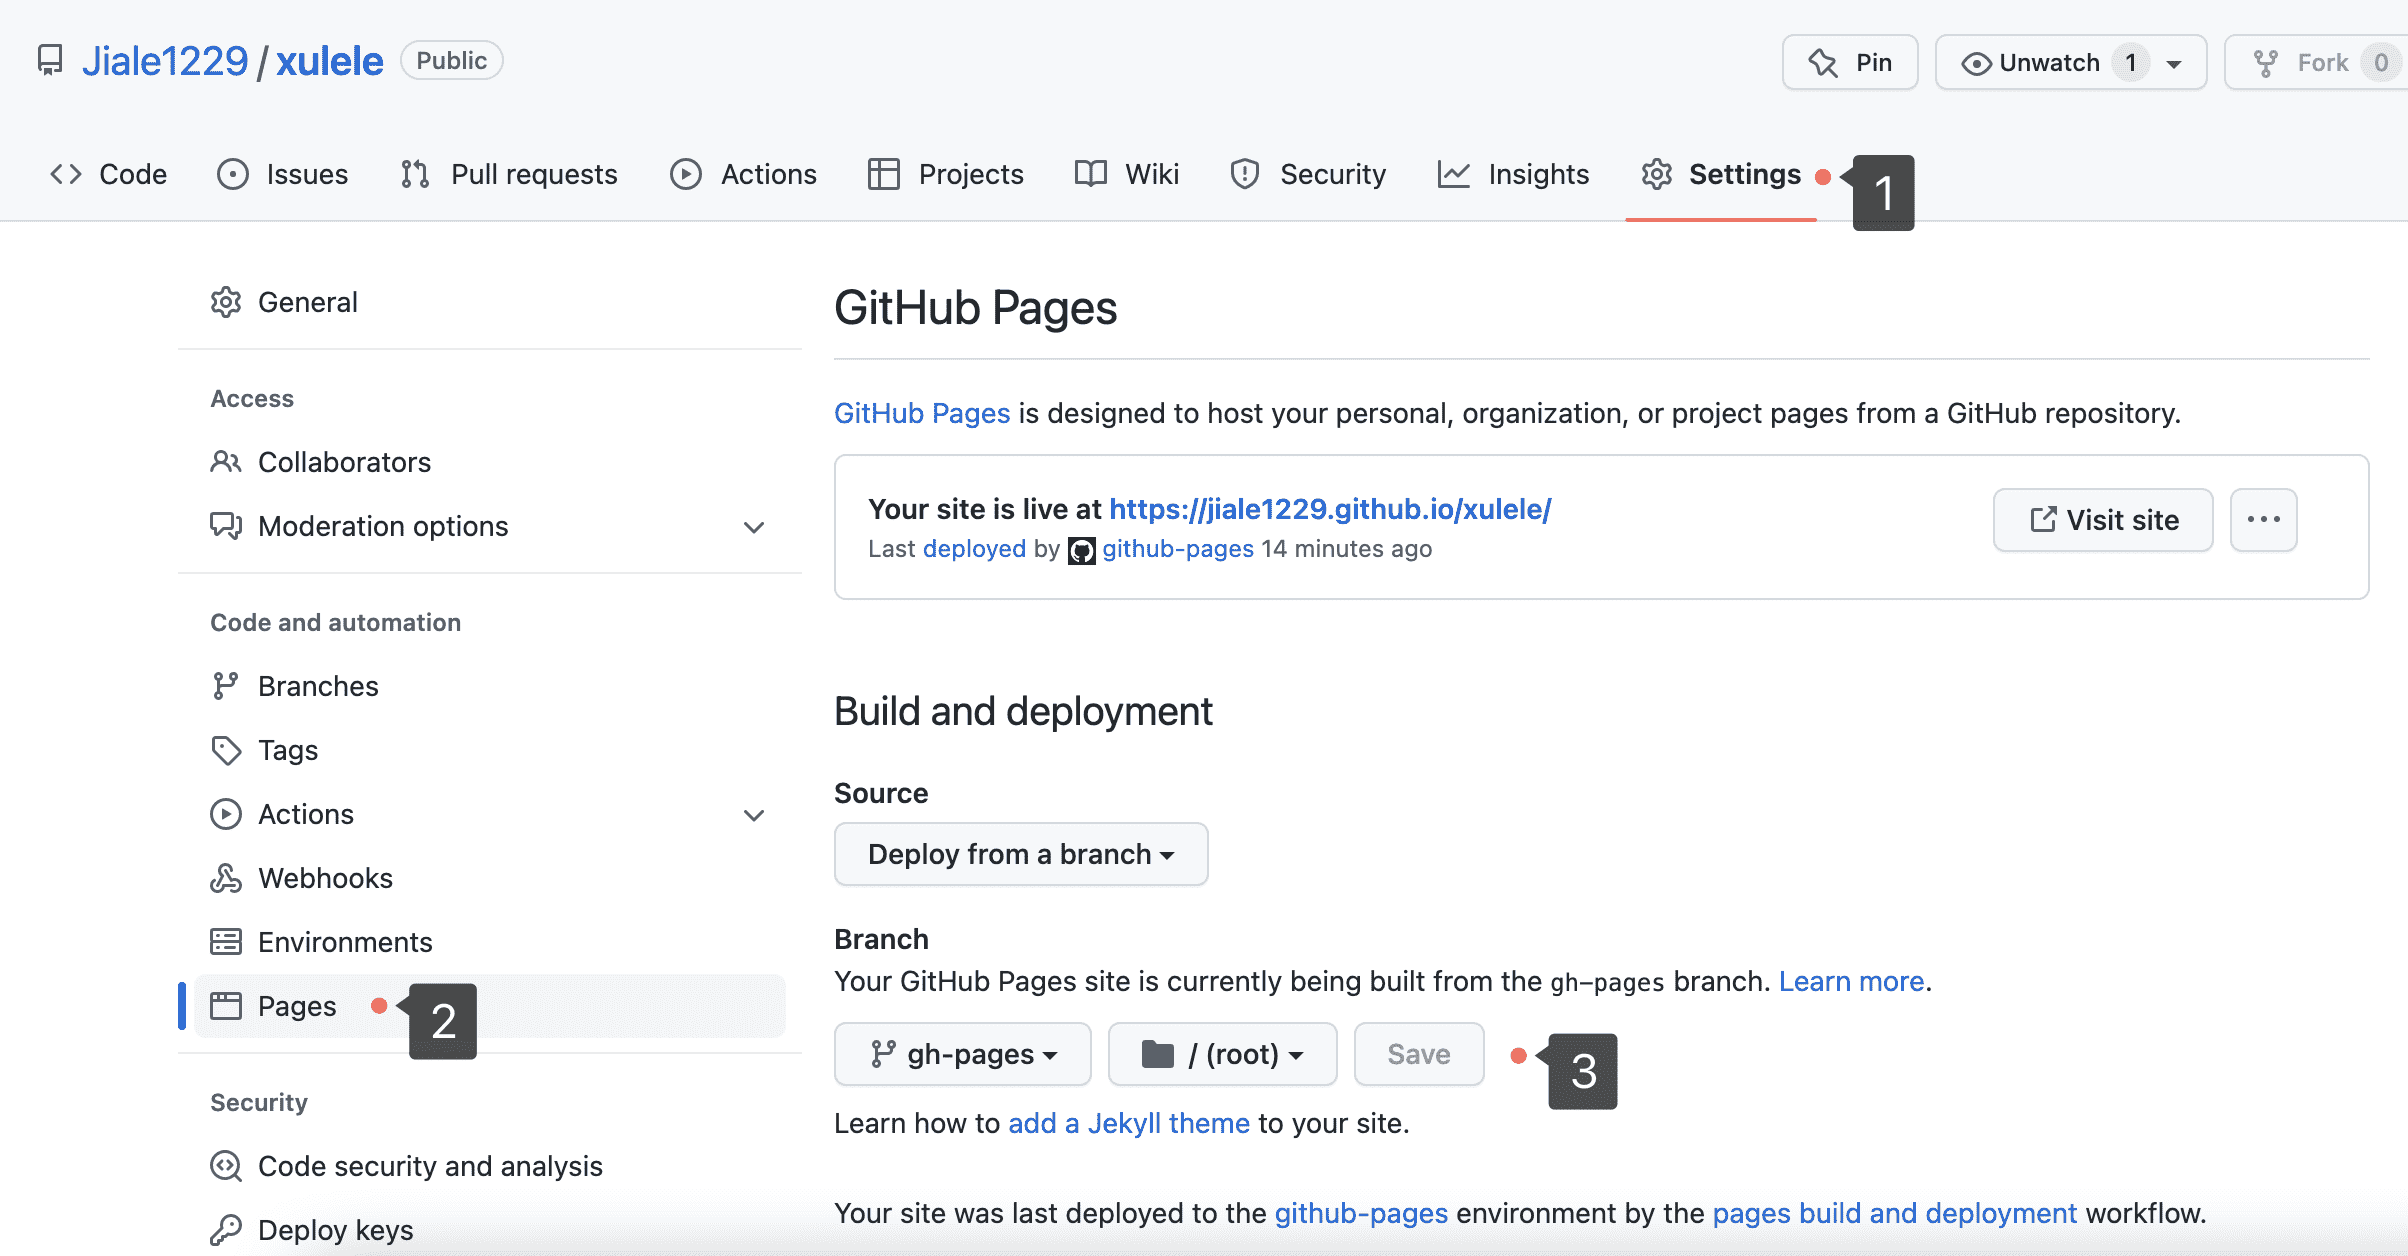 Jiale1229 / xulele Public Pin Unwatch 1 Fork 0
Code Issues Pull requests Actions Projects Wiki Security Insights Settings 1
General
Access
Collaborators
Moderation options
Code and automation
Branches
Tags
Actions
Webhooks
Environments
Pages 2
Security
Code security and analysis
Deploy keys
GitHub Pages
GitHub Pages is designed to host your personal, organization, or project pages from a GitHub repository.
Your site is live at https://jiale1229.github.io/xulele/
Last deployed by github-pages 14 minutes ago
Visit site
Build and deployment
Source
Deploy from a branch
Branch
Your GitHub Pages site is currently being built from the gh-pages branch. Learn more.
gh-pages / (root) Save 3
Learn how to add a Jekyll theme to your site.
Your site was last deployed to the github-pages environment by the pages build and deployment workflow.